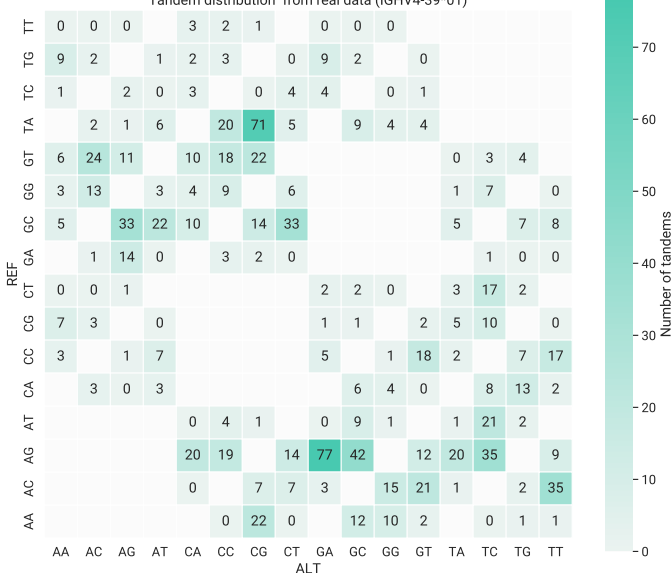 Tandem distribution from real data (IGHV4-39*01)
TT 0 0 0 3 2 1 0 0 0
TG 9 2 1 2 3 0 9 2 0
TC 1 2 0 3 0 4 4 0 1
TA 2 1 6 20 71 5 9 4 4
GT 6 24 11 10 18 22 0 3 4
GG 3 13 3 4 9 6 1 7 0
GC 5 33 22 10 14 33 5 7 8
GA 1 14 0 3 2 0 1 0 0
CT 0 0 1 2 2 0 3 17 2
CG 7 3 0 1 1 2 5 10 0
CC 3 1 7 5 1 18 2 7 17
CA 3 0 3 6 4 0 8 13 2
AT 0 4 1 0 9 1 1 21 2
AG 20 19 14 77 42 12 20 35 9
AC 0 7 7 3 15 21 1 2 35
AA 0 22 0 12 10 2 0 1 1
AA AC AG AT CA CC CG CT GA GC GG GT TA TC TG TT
ALT
REF
70
60
50
40
30
20
10
0
Number of tandems